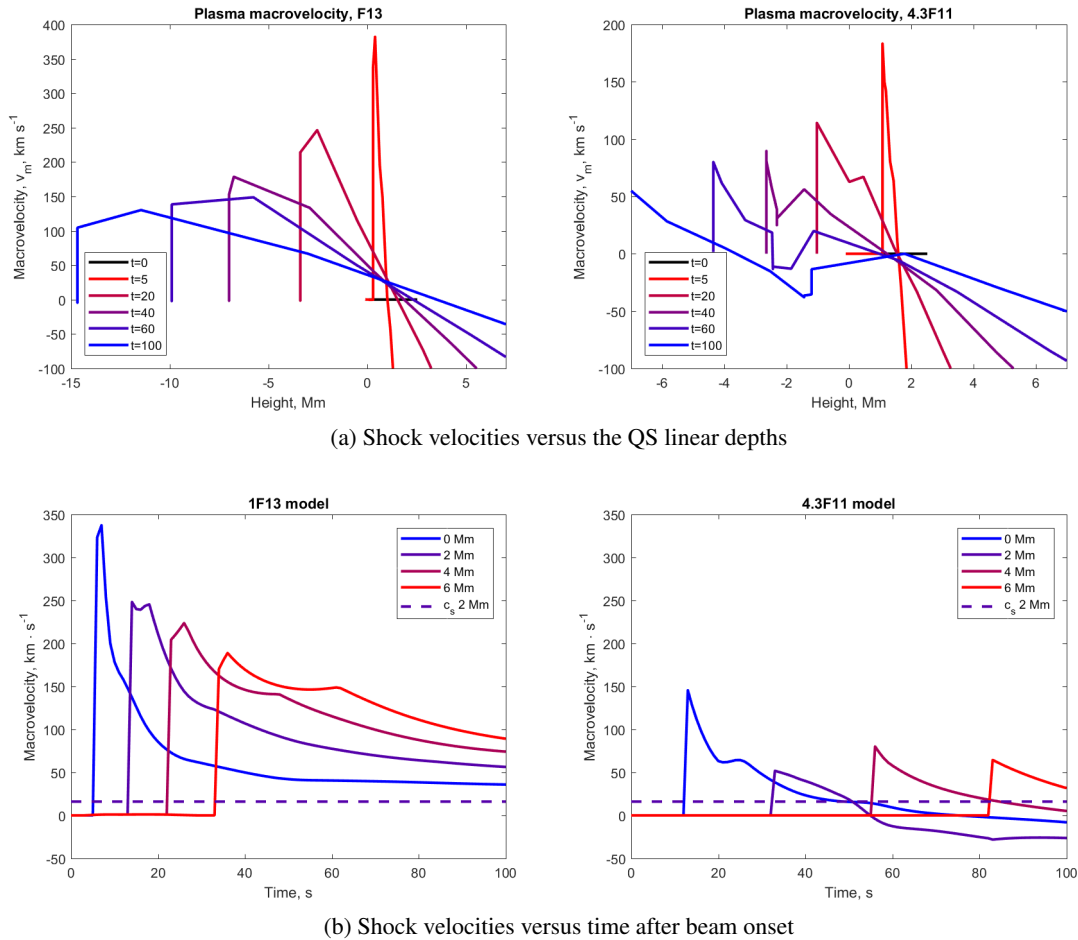 Plasma macrovelocity, F13
Macrovelocity, v_m, km s^-1
400
350
300
250
200
150
100
50
0
-50
-100
t=0
t=5
t=20
t=40
t=60
t=100
-15
-10
-5
0
5
Height, Mm
Plasma macrovelocity, 4.3F11
Macrovelocity, v_m, km s^-1
200
150
100
50
0
-50
-100
t=0
t=5
t=20
t=40
t=60
t=100
-6
-4
-2
0
2
4
6
Height, Mm
(a) Shock velocities versus the QS linear depths
1F13 model
Macrovelocity, km · s^-1
350
300
250
200
150
100
50
0
-50
0 Mm
2 Mm
4 Mm
6 Mm
c_s 2 Mm
0
20
40
60
80
100
Time, s
4.3F11 model
Macrovelocity, km · s^-1
350
300
250
200
150
100
50
0
-50
0 Mm
2 Mm
4 Mm
6 Mm
c_s 2 Mm
0
20
40
60
80
100
Time, s
(b) Shock velocities versus time after beam onset